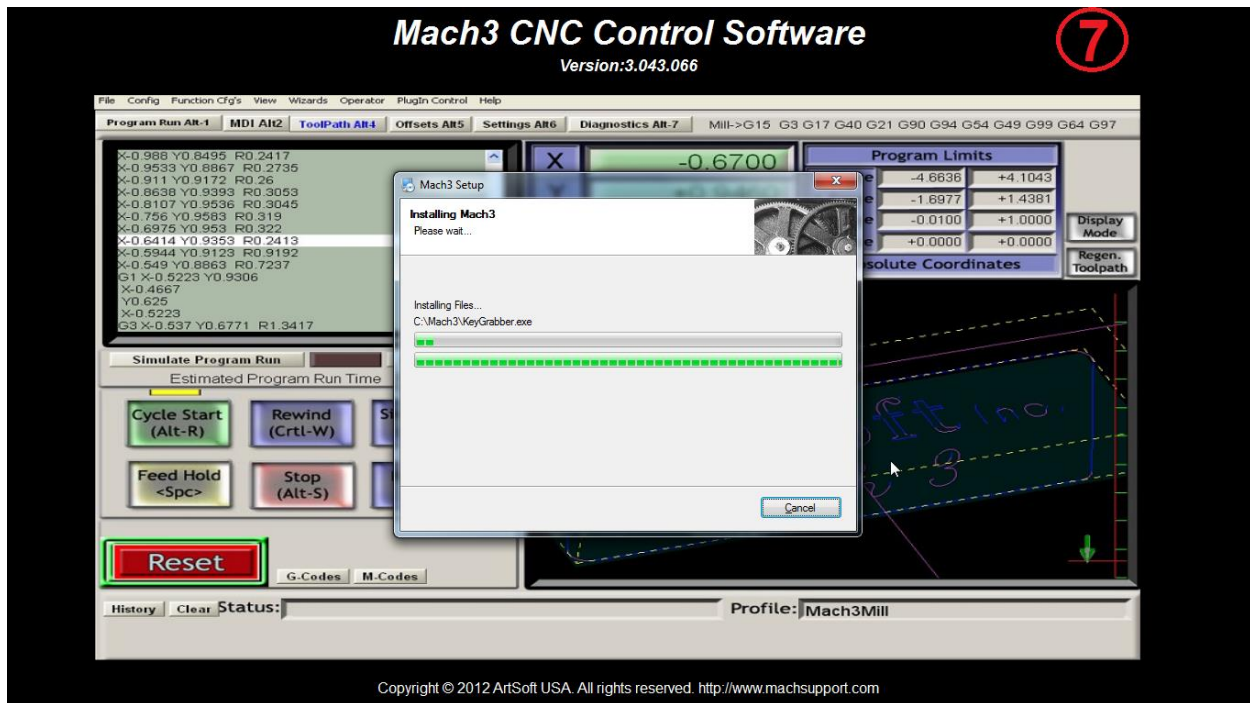 Mach3 CNC Control Software
7
Version:3.043.066
File Config Function Cfg's View Wizards Operator PlugIn Control Help
Program Run Alt-1 MDI Alt2 ToolPath Alt4 Offsets Alt5 Settings Alt6 Diagnostics Alt-7 Mill->G15 G3 G17 G40 G21 G90 G94 G54 G49 G99 G64 G97
X-0.988 Y0.8495 R0.2417
X-0.9533 Y0.8867 R0.2735
X-0.911 Y0.9172 R0.26
X-0.8638 Y0.9393 R0.3053
X-0.8107 Y0.9536 R0.3045
X-0.756 Y0.9583 R0.319
X-0.6975 Y0.953 R0.322
X-0.6414 Y0.9353 R0.2413
X-0.5944 Y0.9123 R0.9192
X-0.549 Y0.8863 R0.7237
G1 X-0.5223 Y0.9306
X-0.4667
Y0.625
X-0.5223
G3 X-0.537 Y0.6771 R1.3417
X -0.6700
Program Limits
-4.6636 +4.1043
-1.6977 +1.4381
-0.0100 +1.0000
+0.0000 +0.0000
solute Coordinates
Display
Mode
Regen.
Toolpath
Mach3 Setup
Installing Mach3
Please wait...
Installing Files...
C:\Mach3\KeyGrabber.exe
Cancel
Simulate Program Run
Estimated Program Run Time
Cycle Start
(Alt-R)
Rewind
(Crtl-W)
Feed Hold
<Spc>
Stop
(Alt-S)
Reset
G-Codes M-Codes
oft Inc.
3
History Clear Status: Profile: Mach3Mill
Copyright © 2012 ArtSoft USA. All rights reserved. http://www.machsupport.com